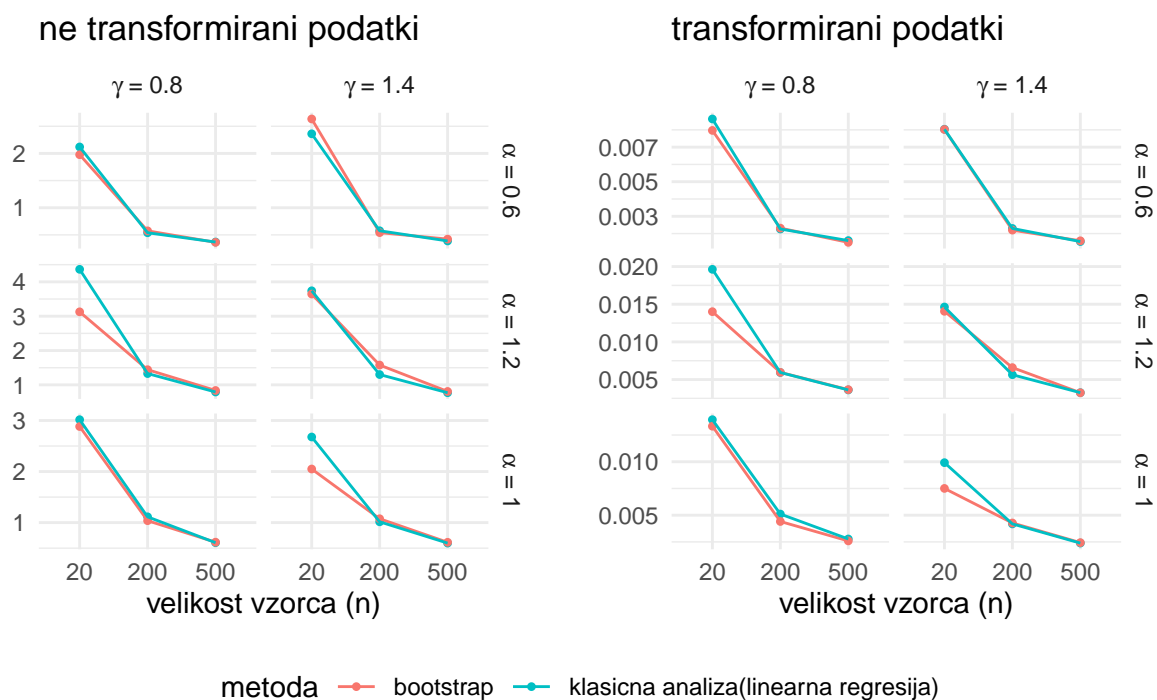 ne transformirani podatki
γ = 0.8 γ = 1.4
2
1
α = 0.6
4
3
2
1
α = 1.2
3
2
1
α = 1
20 200 500 20 200 500
velikost vzorca (n)
transformirani podatki
γ = 0.8 γ = 1.4
0.007
0.005
0.003
α = 0.6
0.020
0.015
0.010
0.005
α = 1.2
0.010
0.005
α = 1
20 200 500 20 200 500
velikost vzorca (n)
metoda bootstrap klasicna analiza(linearna regresija)